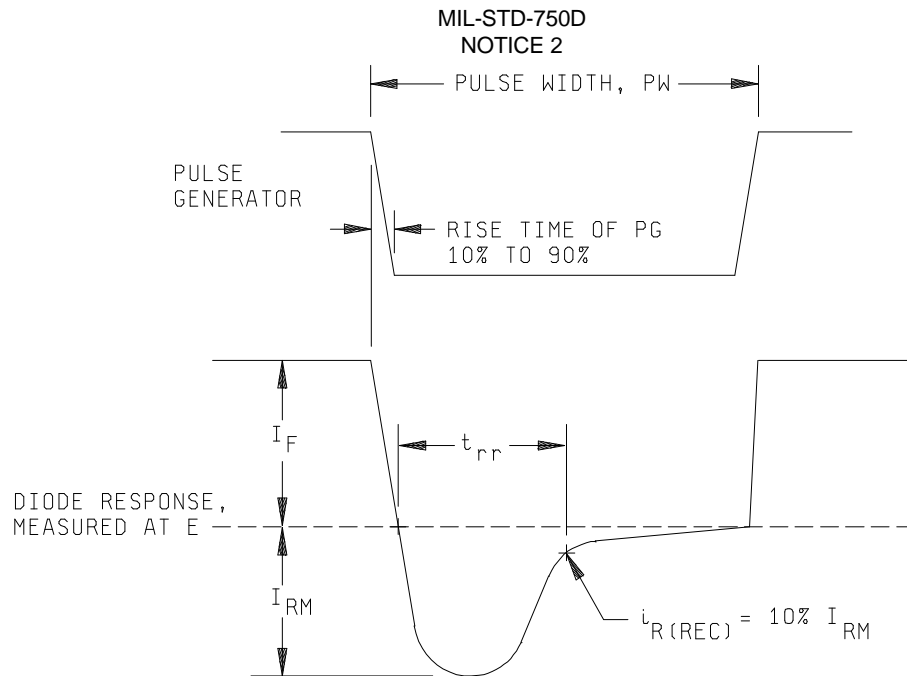 MIL-STD-750D
NOTICE 2
PULSE WIDTH, PW
PULSE
GENERATOR
RISE TIME OF PG
10% TO 90%
I_F
t_rr
DIODE RESPONSE,
MEASURED AT E
I_RM
i_R(REC) = 10% I_RM